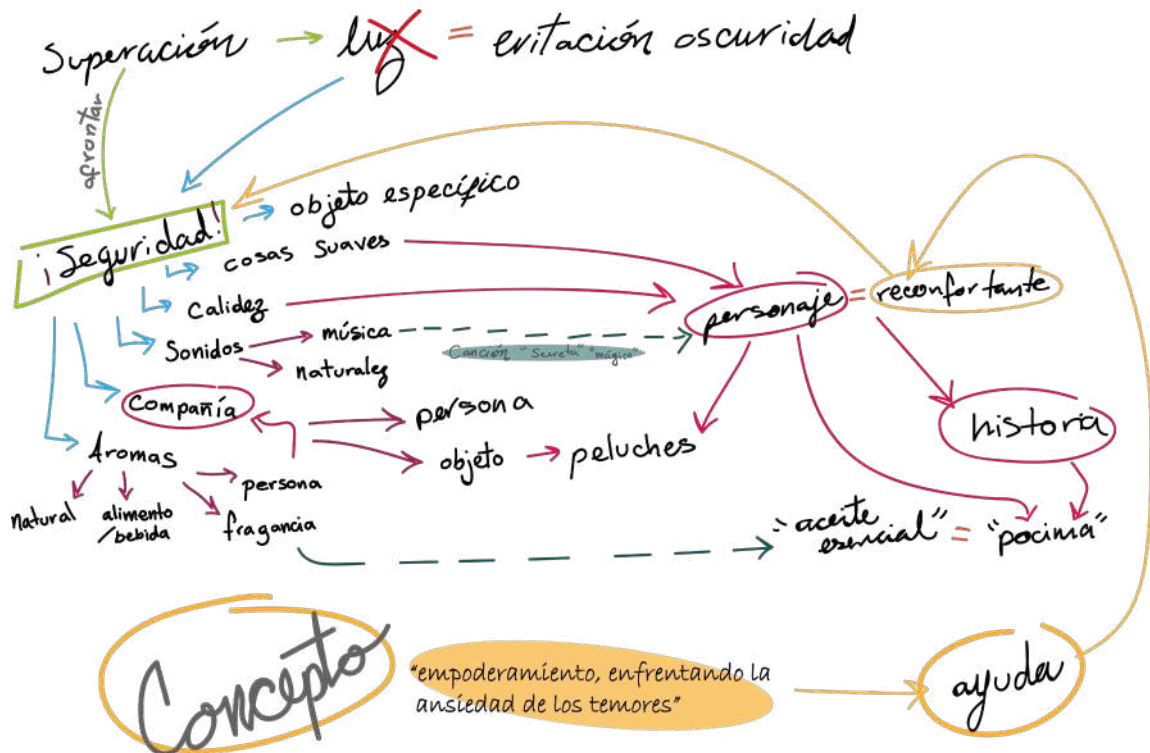 Superación → luz = evitación oscuridad
afrontar
¡Seguridad!
objeto específico
cosas suaves
Calidez
Sonidos
música
naturales
Canción "Secreta" "mágica"
personaje = reconfortante
Compañía
persona
objeto → peluches
historia
Aromas
natural
alimento
/bebida
persona
fragancia
"aceite
esencial" = "pocima"
Concepto
"empoderamiento, enfrentando la
ansiedad de los temores"
ayuda